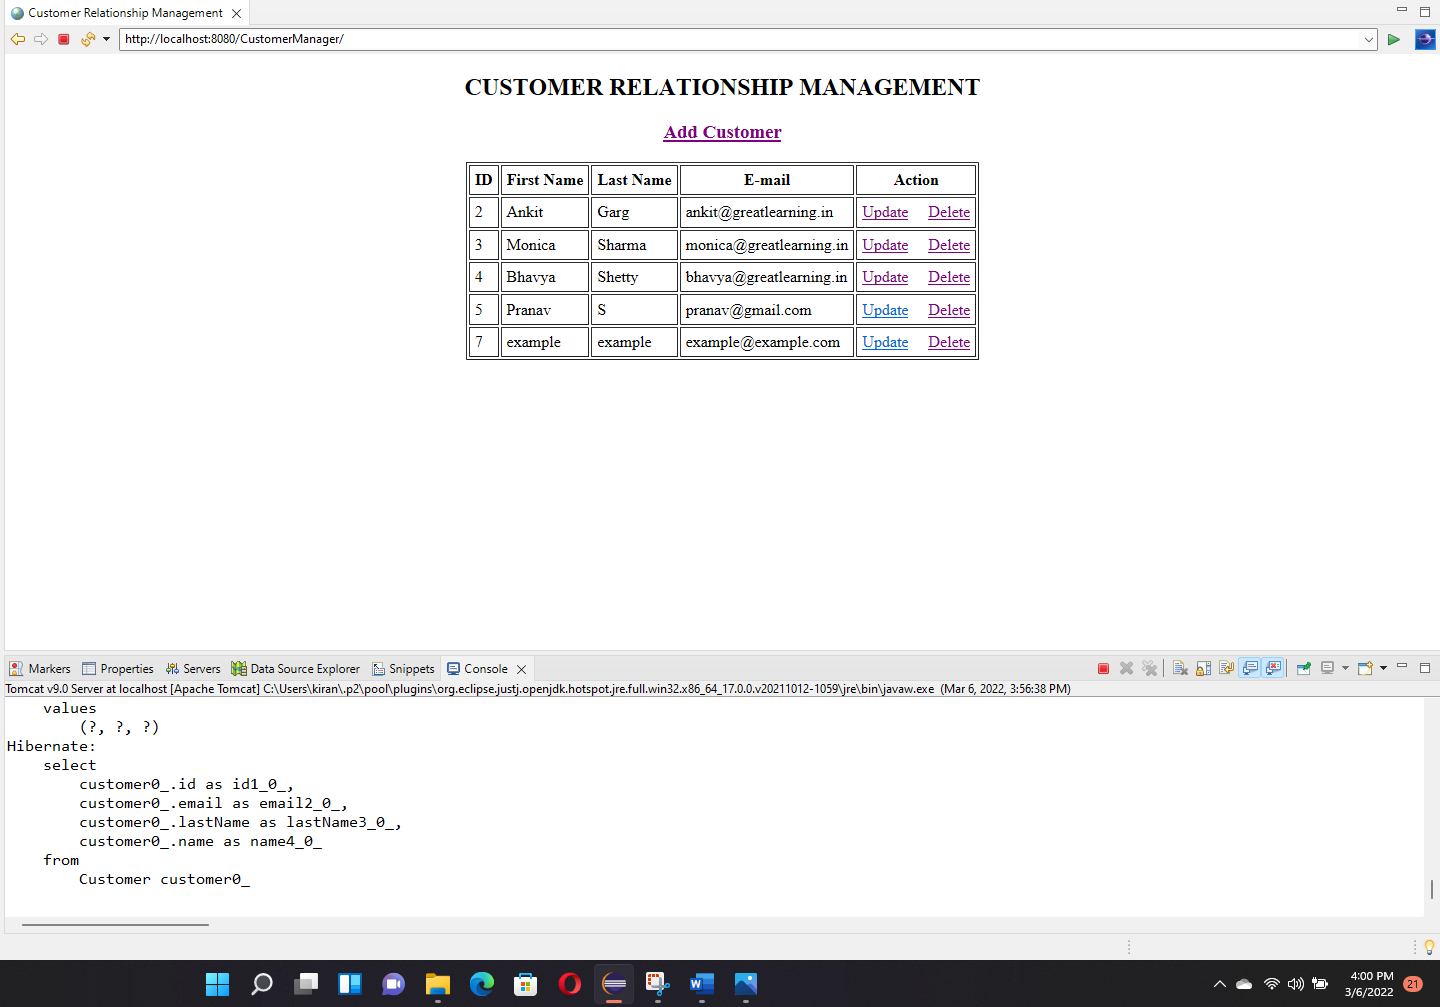 Customer Relationship Management
http://localhost:8080/CustomerManager/
CUSTOMER RELATIONSHIP MANAGEMENT
Add Customer
ID First Name Last Name E-mail Action
2 Ankit Garg ankit@greatlearning.in Update Delete
3 Monica Sharma monica@greatlearning.in Update Delete
4 Bhavya Shetty bhavya@greatlearning.in Update Delete
5 Pranav S pranav@gmail.com Update Delete
7 example example example@example.com Update Delete
Markers Properties Servers Data Source Explorer Snippets Console
Tomcat v9.0 Server at localhost [Apache Tomcat] C:\Users\kiran\.p2\pool\plugins\org.eclipse.justj.openjdk.hotspot.jre.full.win32.x86_64_17.0.0.v20211012-1059\jre\bin\javaw.exe (Mar 6, 2022, 3:56:38 PM)
values
(?, ?, ?)
Hibernate:
select
customer0_.id as id1_0_,
customer0_.email as email2_0_,
customer0_.lastName as lastName3_0_,
customer0_.name as name4_0_
from
Customer customer0_
4:00 PM
3/6/2022
21